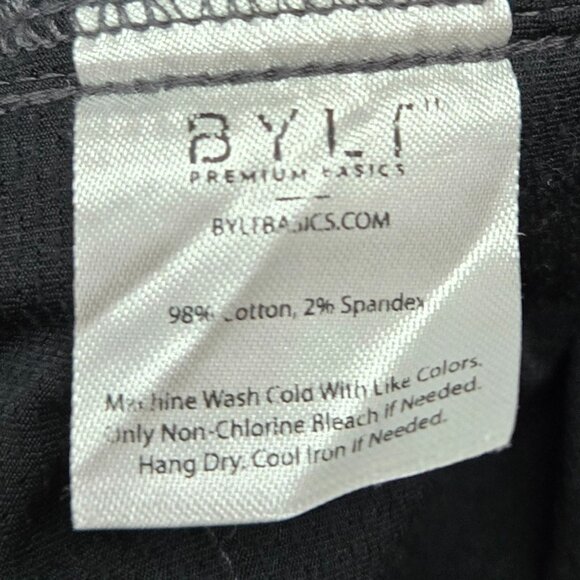 BYLT"
PREMIUM BASICS
BYLTBASICS.COM
98% Cotton, 2% Spandex
Machine Wash Cold With Like Colors.
Only Non-Chlorine Bleach if Needed.
Hang Dry. Cool Iron if Needed.